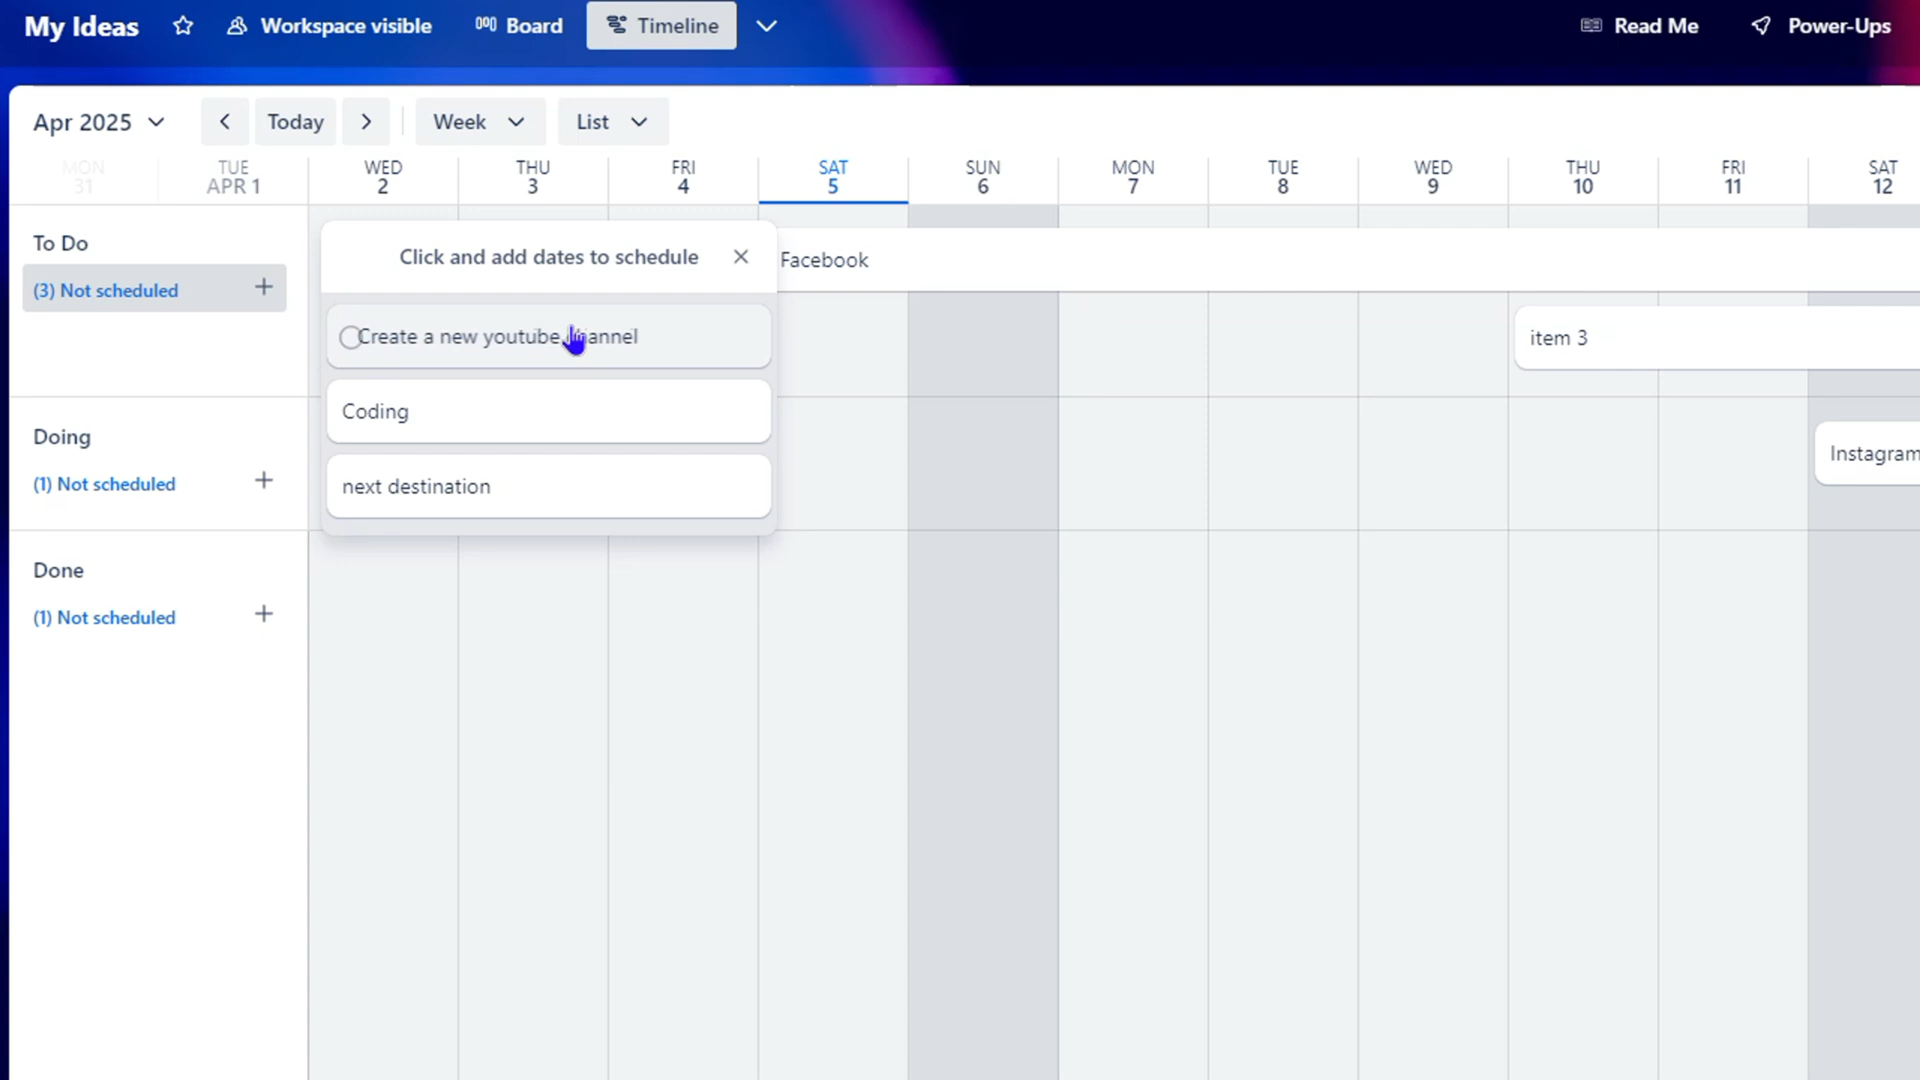 My Ideas
Workspace visible
Board
Timeline
Read Me
Power-Ups
Apr 2025
Today
Week
List
MON
31
TUE
APR 1
WED
2
THU
3
FRI
4
SAT
5
SUN
6
MON
7
TUE
8
WED
9
THU
10
FRI
11
SAT
12
To Do
(3) Not scheduled
Click and add dates to schedule
Create a new youtube channel
Coding
next destination
Facebook
item 3
Doing
(1) Not scheduled
Instagram
Done
(1) Not scheduled